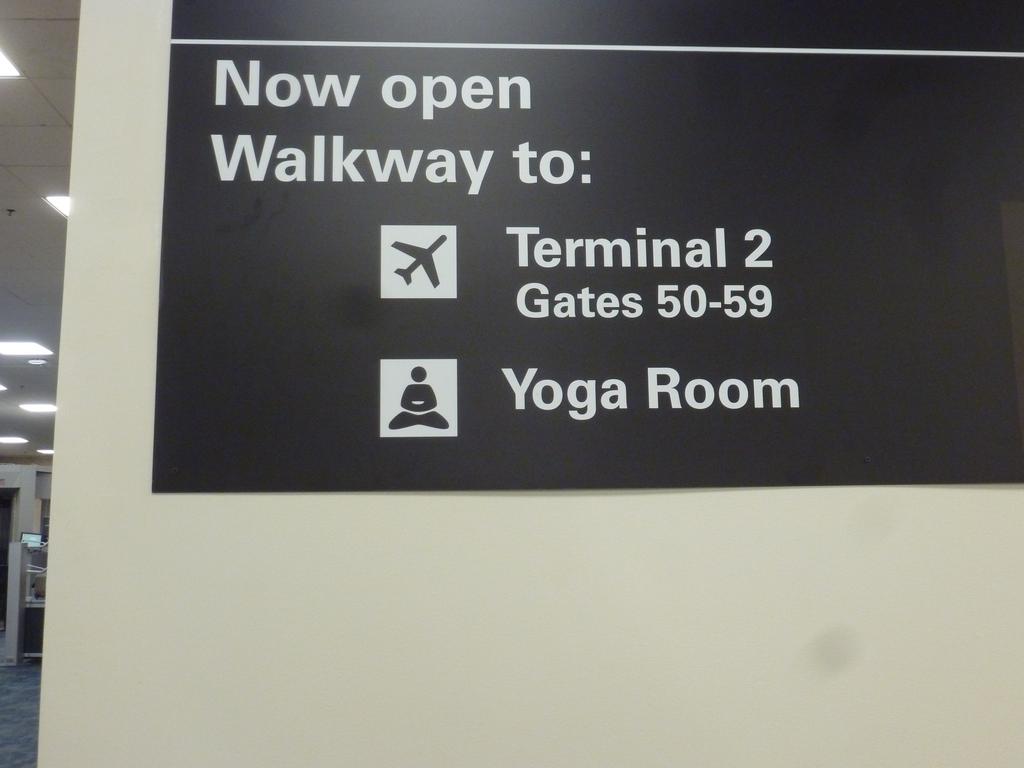 Now open
Walkway to:
Terminal 2
Gates 50-59
Yoga Room